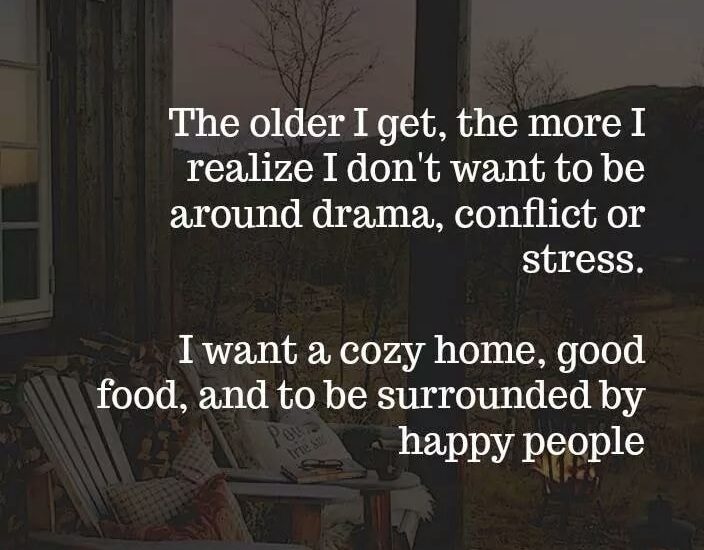 The older I get, the more I
realize I don't want to be
around drama, conflict or
stress.
I want a cozy home, good
food, and to be surrounded by
happy people